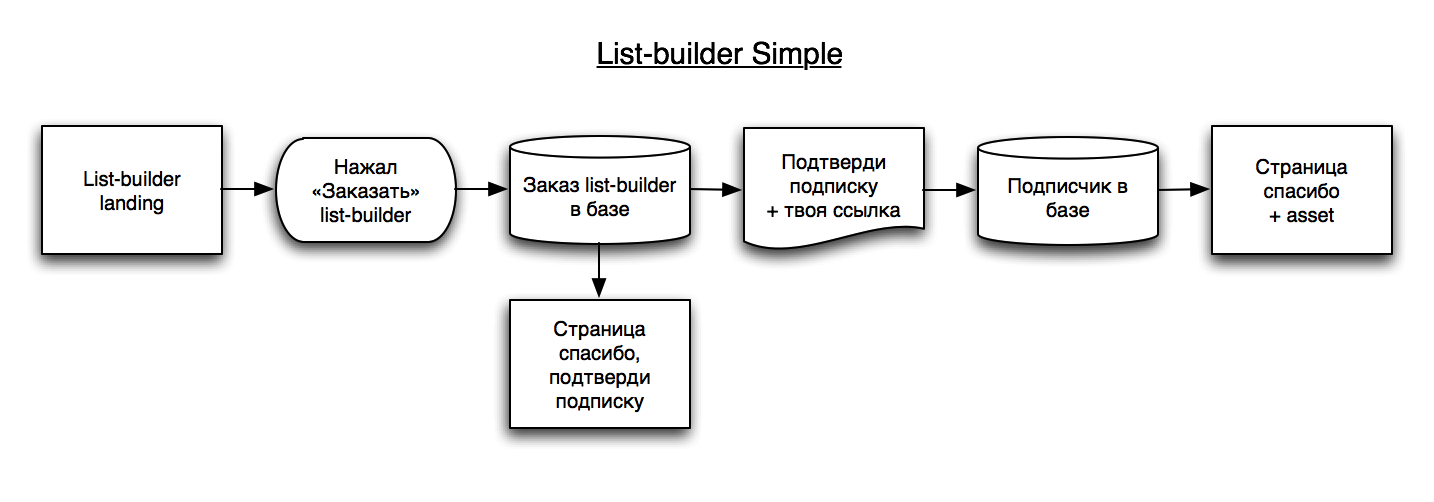 List-builder Simple
List-builder
landing
Нажал
«Заказать»
list-builder
Заказ list-builder
в базе
Подтверди
подписку
+ твоя ссылка
Подписчик в
базе
Страница
спасибо
+ asset
Страница
спасибо,
подтверди
подписку